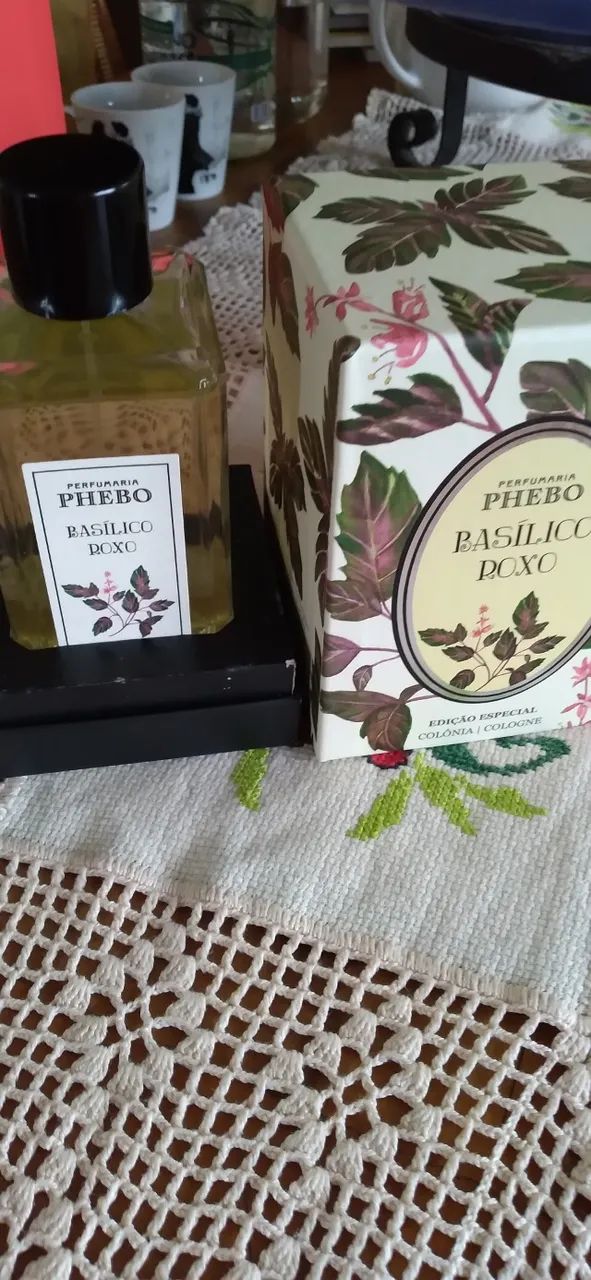 PERFUMARIA
PHEBO
BASÍLICO
ROXO
PERFUMARIA
PHEBO
BASÍLICO
ROXO
EDIÇÃO ESPECIAL
COLÔNIA | COLOGNE